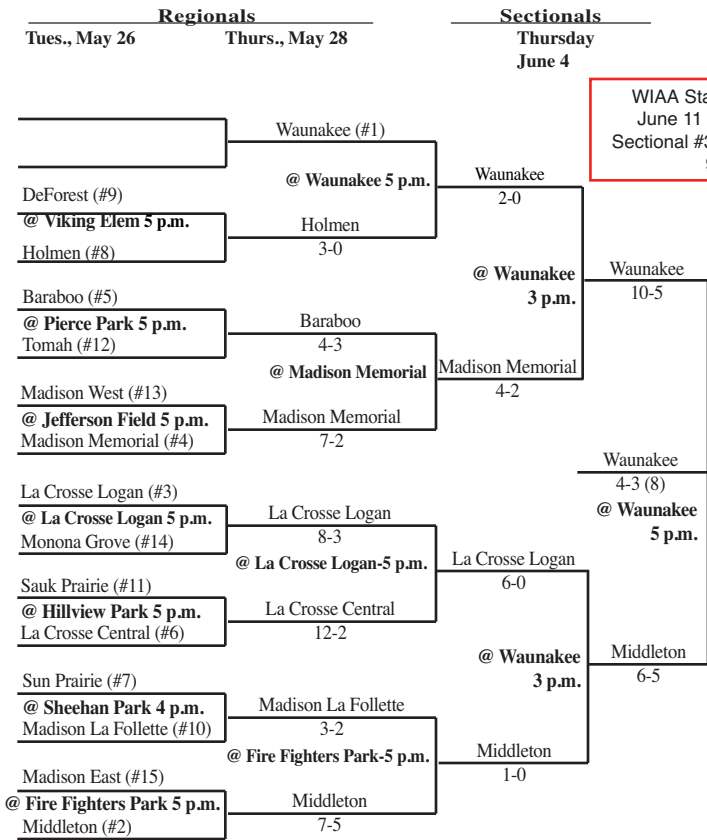 Regionals
Sectionals
Tues., May 26
Thurs., May 28
Thursday
June 4
WIAA Sta
June 11
Sectional #3
Waunakee (#1)
@ Waunakee 5 p.m.
Waunakee
2-0
DeForest (#9)
@ Viking Elem 5 p.m.
Holmen (#8)
Holmen
3-0
@ Waunakee
3 p.m.
Waunakee
10-5
Baraboo (#5)
@ Pierce Park 5 p.m.
Tomah (#12)
Baraboo
4-3
@ Madison Memorial
Madison Memorial
4-2
Madison West (#13)
@ Jefferson Field 5 p.m.
Madison Memorial (#4)
Madison Memorial
7-2
Waunakee
4-3 (8)
@ Waunakee
5 p.m.
La Crosse Logan (#3)
@ La Crosse Logan 5 p.m.
Monona Grove (#14)
La Crosse Logan
8-3
@ La Crosse Logan-5 p.m.
La Crosse Logan
6-0
Sauk Prairie (#11)
@ Hillview Park 5 p.m.
La Crosse Central (#6)
La Crosse Central
12-2
@ Waunakee
3 p.m.
Middleton
6-5
Sun Prairie (#7)
@ Sheehan Park 4 p.m.
Madison La Follette (#10)
Madison La Follette
3-2
@ Fire Fighters Park-5 p.m.
Middleton
1-0
Madison East (#15)
@ Fire Fighters Park 5 p.m.
Middleton (#2)
Middleton
7-5